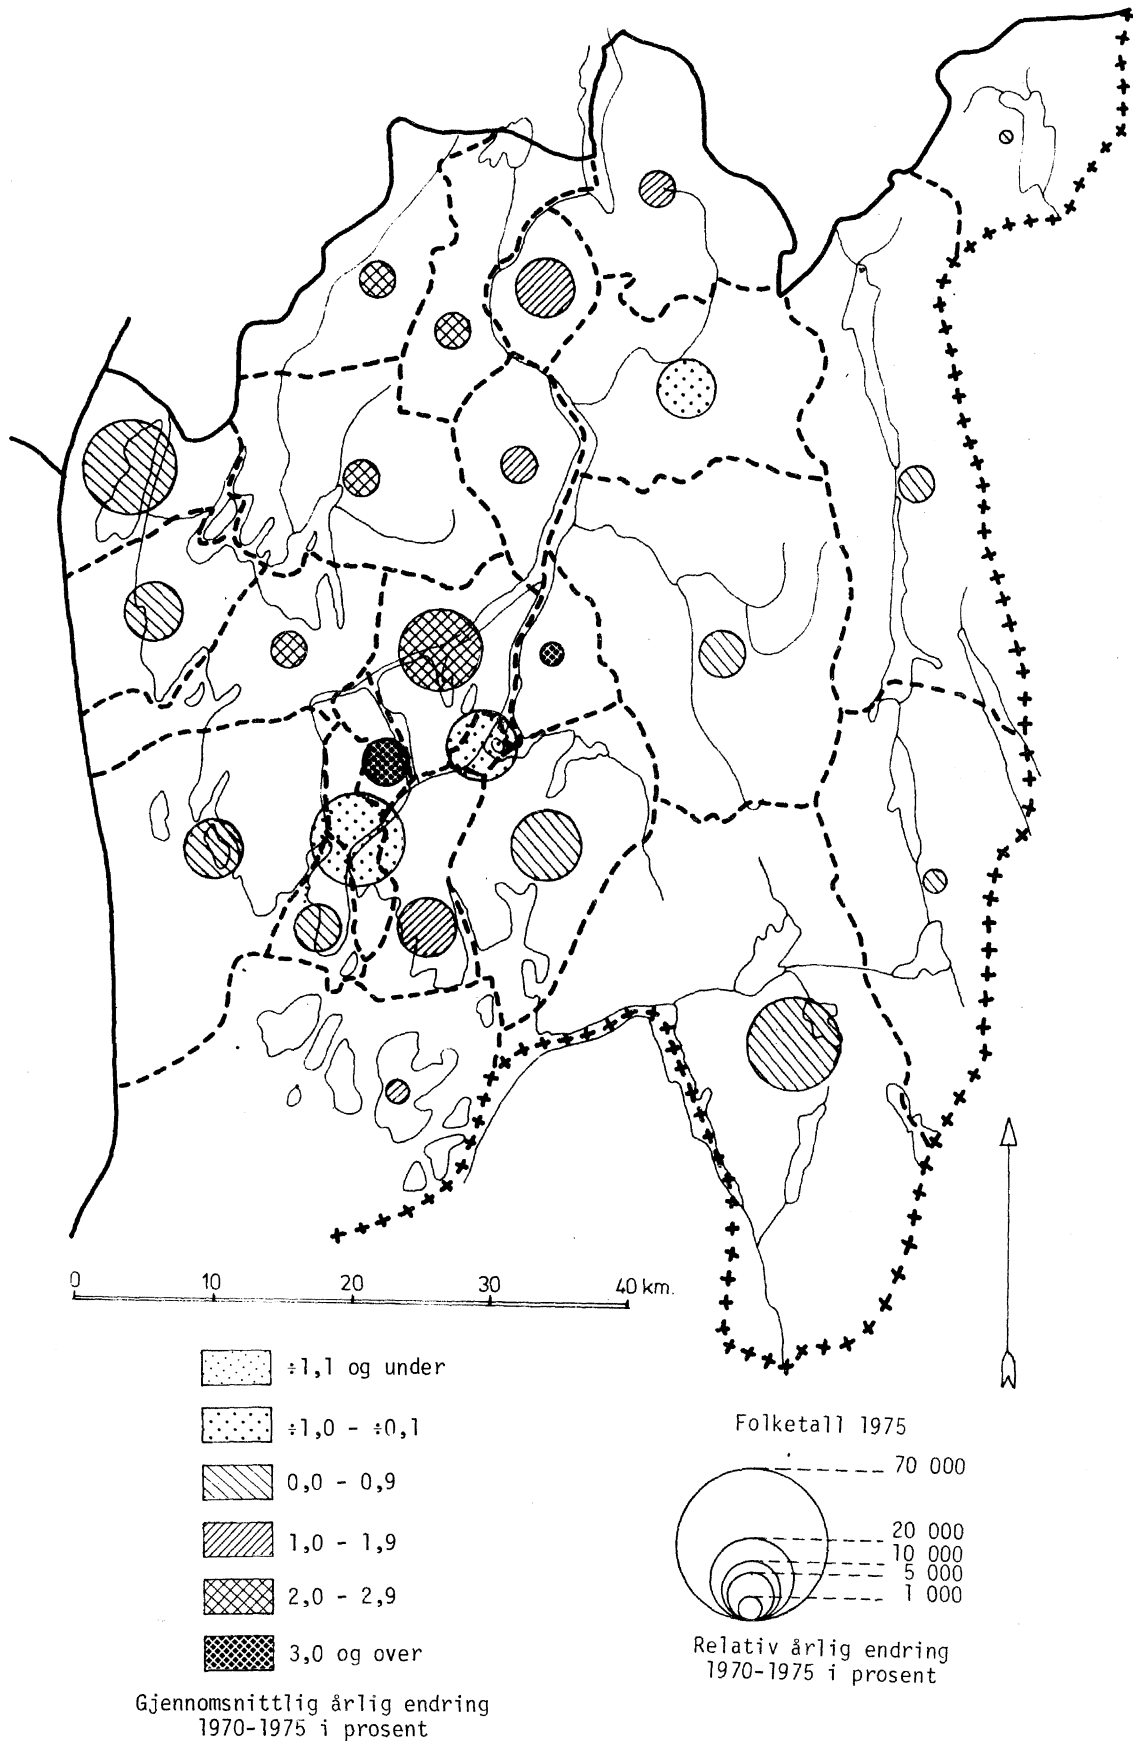 0 10 20 30 40 km.
÷1,1 og under
÷1,0 - ÷0,1
0,0 - 0,9
1,0 - 1,9
2,0 - 2,9
3,0 og over
Gjennomsnittlig årlig endring
1970-1975 i prosent
Folketall 1975
70 000
20 000
10 000
5 000
1 000
Relativ årlig endring
1970-1975 i prosent